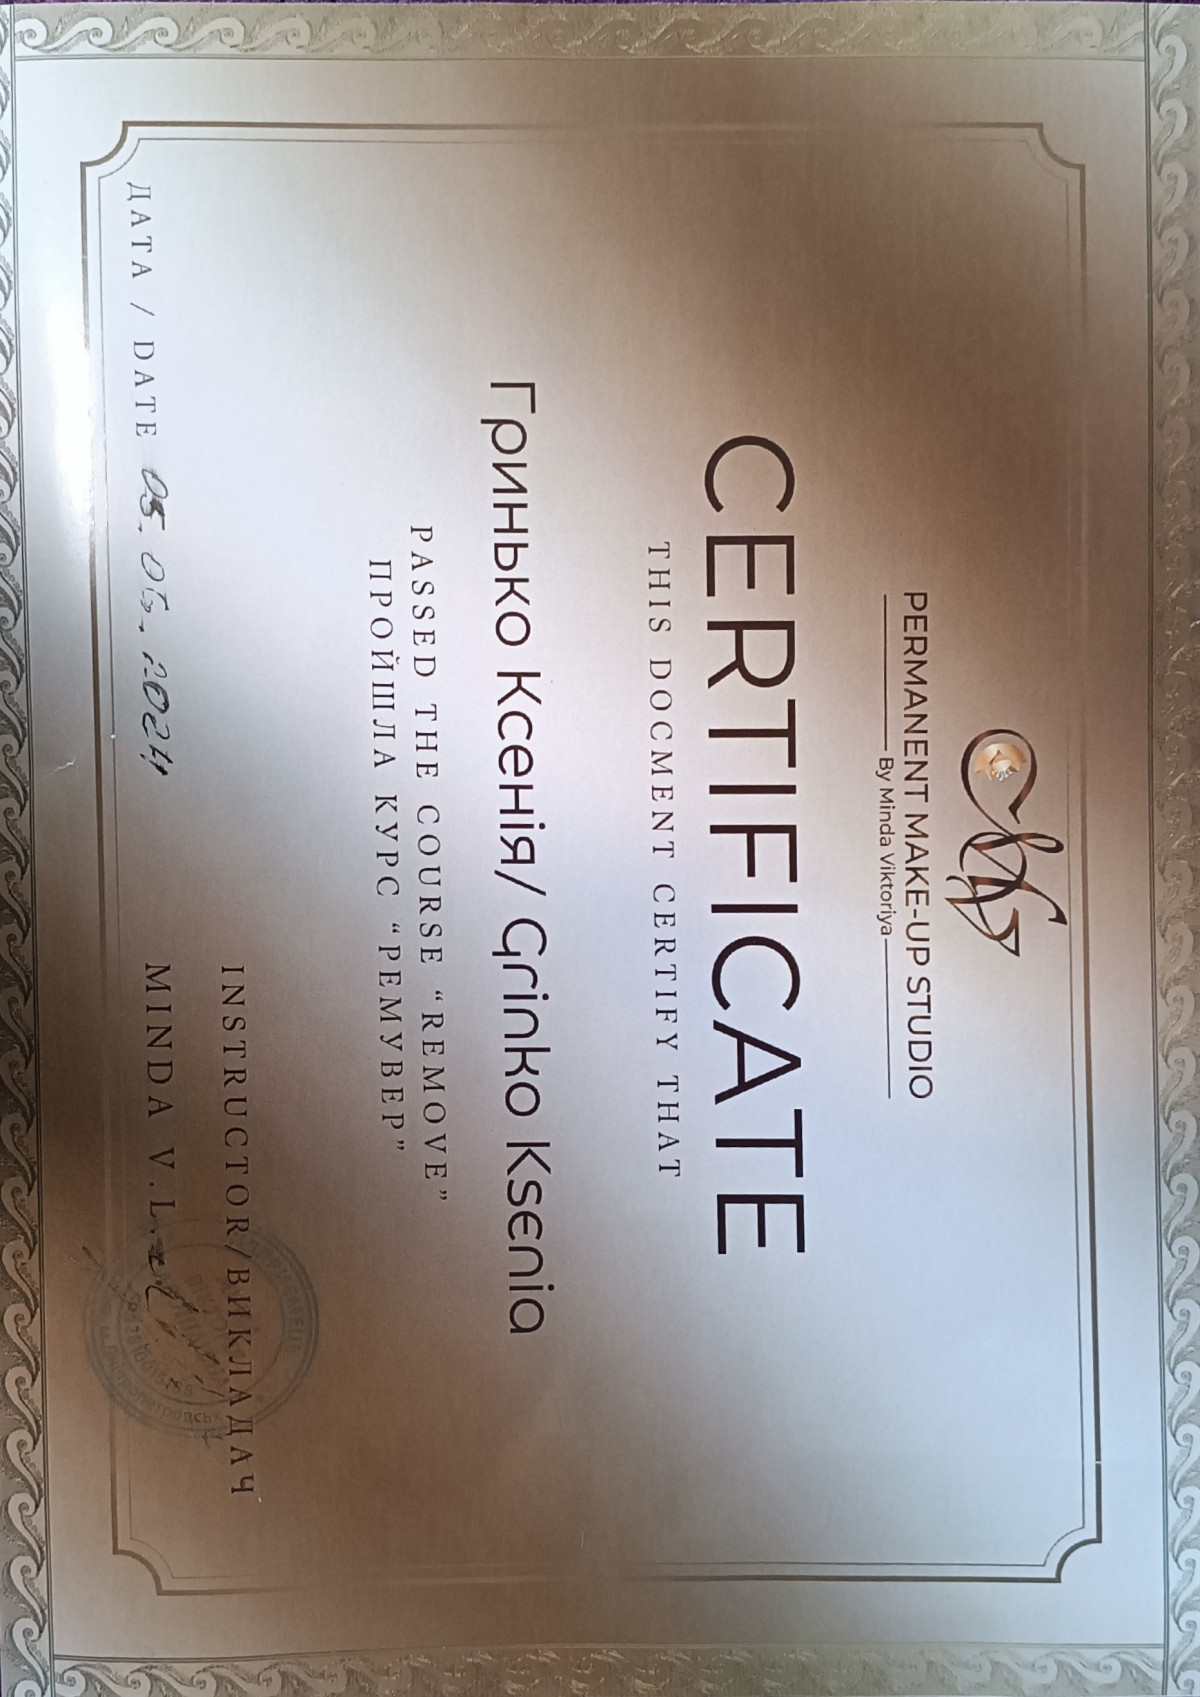 PERMANENT MAKE-UP STUDIO
By Minda Viktoriya
CERTIFICATE
THIS DOCMENT CERTIFY THAT
Гринько Ксенія/ Grinko Ksenia
PASSED THE COURSE “REMOVE”
ПРОЙШЛА КУРС “РЕМУВЕР”
INSTRUCTOR/ВИКЛАДАЧ
ДАТА / DATE 05.06.2024
MINDA V.L.